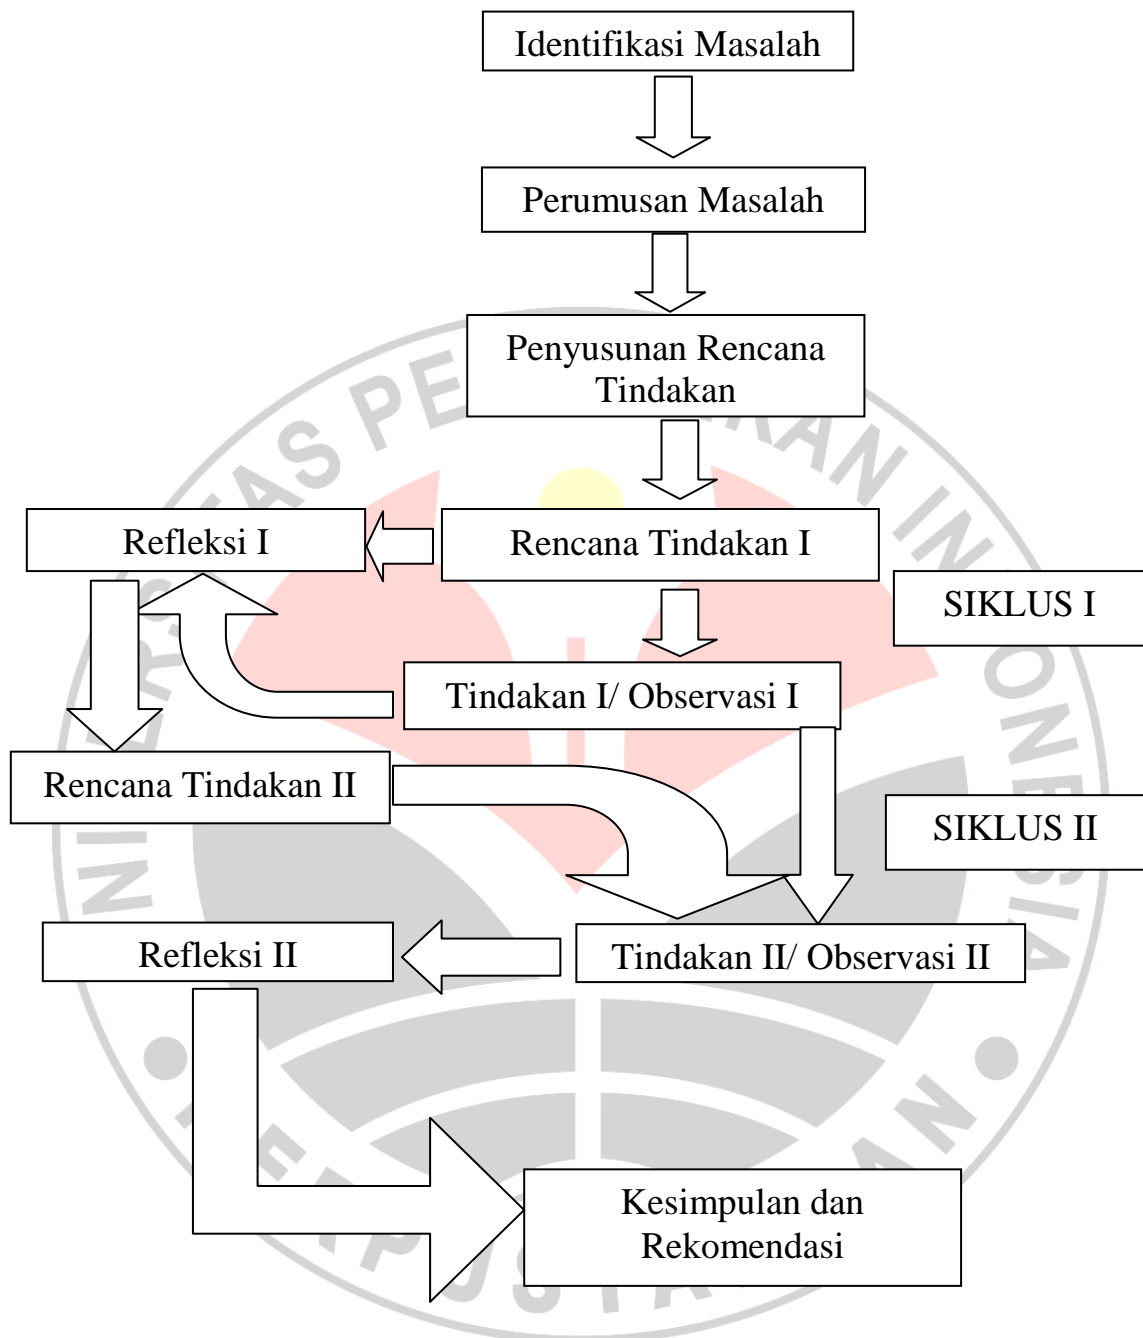 Identifikasi Masalah
Perumusan Masalah
Penyusunan Rencana
Tindakan
Refleksi I
Rencana Tindakan I
SIKLUS I
Tindakan I/ Observasi I
Rencana Tindakan II
SIKLUS II
Refleksi II
Tindakan II/ Observasi II
Kesimpulan dan
Rekomendasi